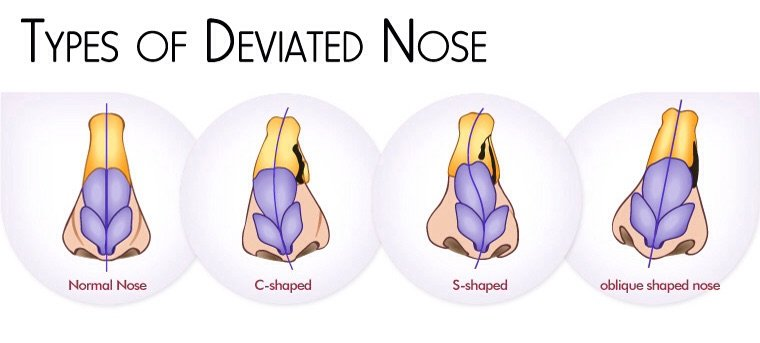 Types of Deviated Nose
Normal Nose
C-shaped
S-shaped
oblique shaped nose